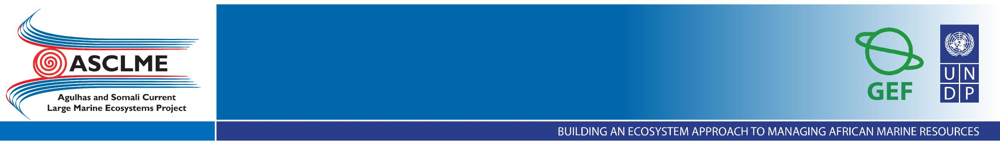 ASCLME
Agulhas and Somali Current
Large Marine Ecosystems Project
GEF
U N
D P
BUILDING AN ECOSYSTEM APPROACH TO MANAGING AFRICAN MARINE RESOURCES